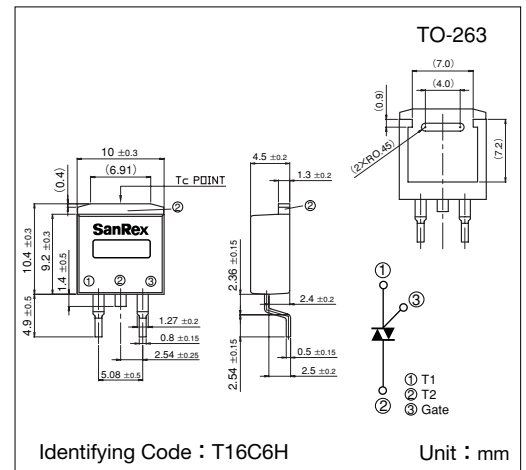 TO-263
(7.0)
(4.0)
(0.9)
(7.2)
(2XR0.45)
10 ±0.3
(6.91)
(0.4)
Tc POINT
②
SanRex
① ② ③
10.4 ±0.3
9.2 ±0.3
1.4 ±0.5
4.9 ±0.5
1.27 ±0.2
0.8 ±0.15
2.54 ±0.25
5.08 ±0.5
4.5 ±0.2
1.3 ±0.2
②
2.36 ±0.15
2.4 ±0.2
0.5 ±0.15
2.5 ±0.2
2.54 ±0.15
①
③
②
① T1
② T2
③ Gate
Identifying Code：T16C6H
Unit：mm